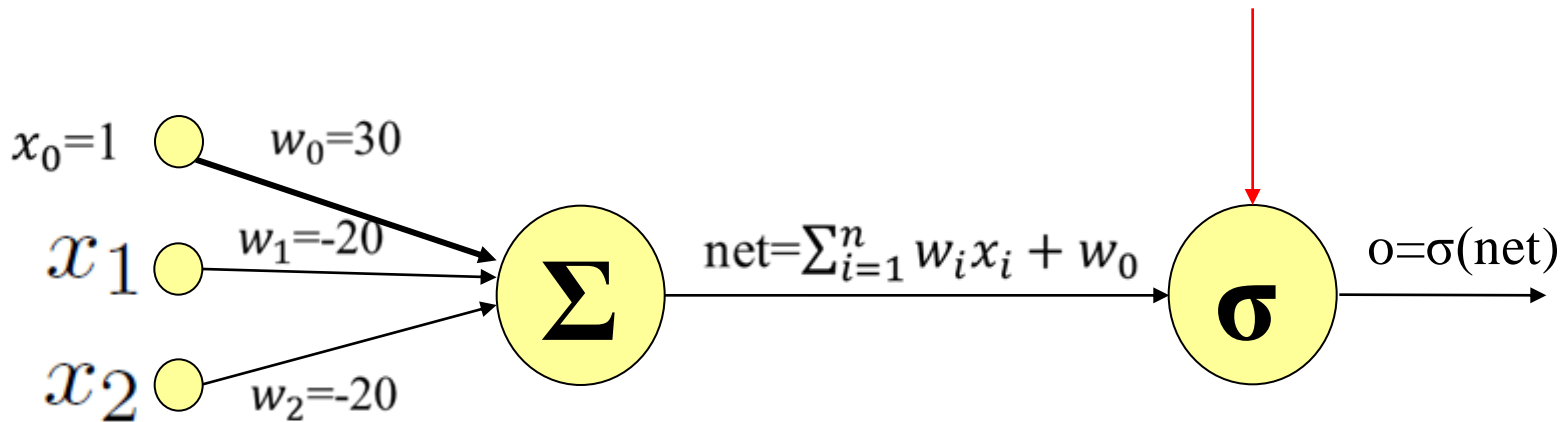 x₀=1
w₀=30
x₁
w₁=-20
Σ
net=∑ⁿᵢ₌₁ wᵢxᵢ + w₀
σ
o=σ(net)
x₂
w₂=-20